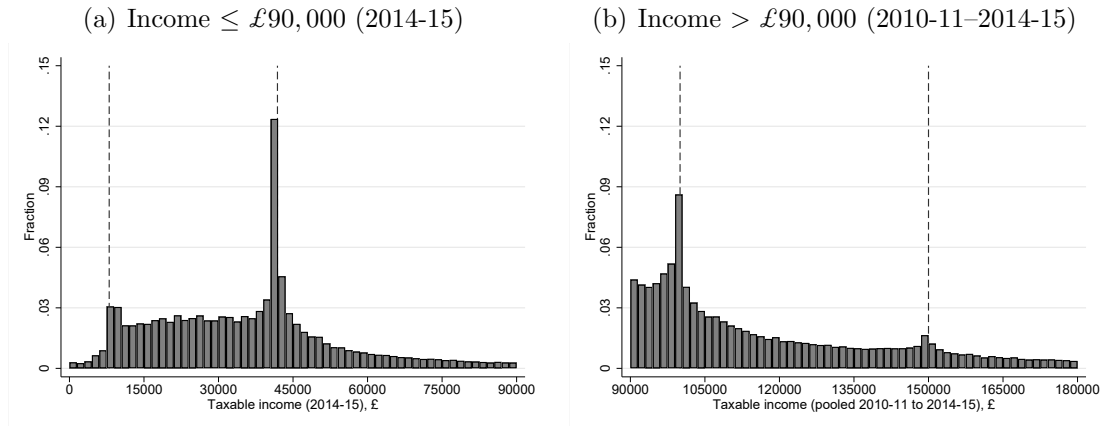 (a) Income ≤ £90,000 (2014-15)
.15
.12
.09
.06
.03
0
Fraction
0 15000 30000 45000 60000 75000 90000
Taxable income (2014-15), £
(b) Income > £90,000 (2010-11–2014-15)
.15
.12
.09
.06
.03
0
Fraction
90000 105000 120000 135000 150000 165000 180000
Taxable income (pooled 2010-11 to 2014-15), £